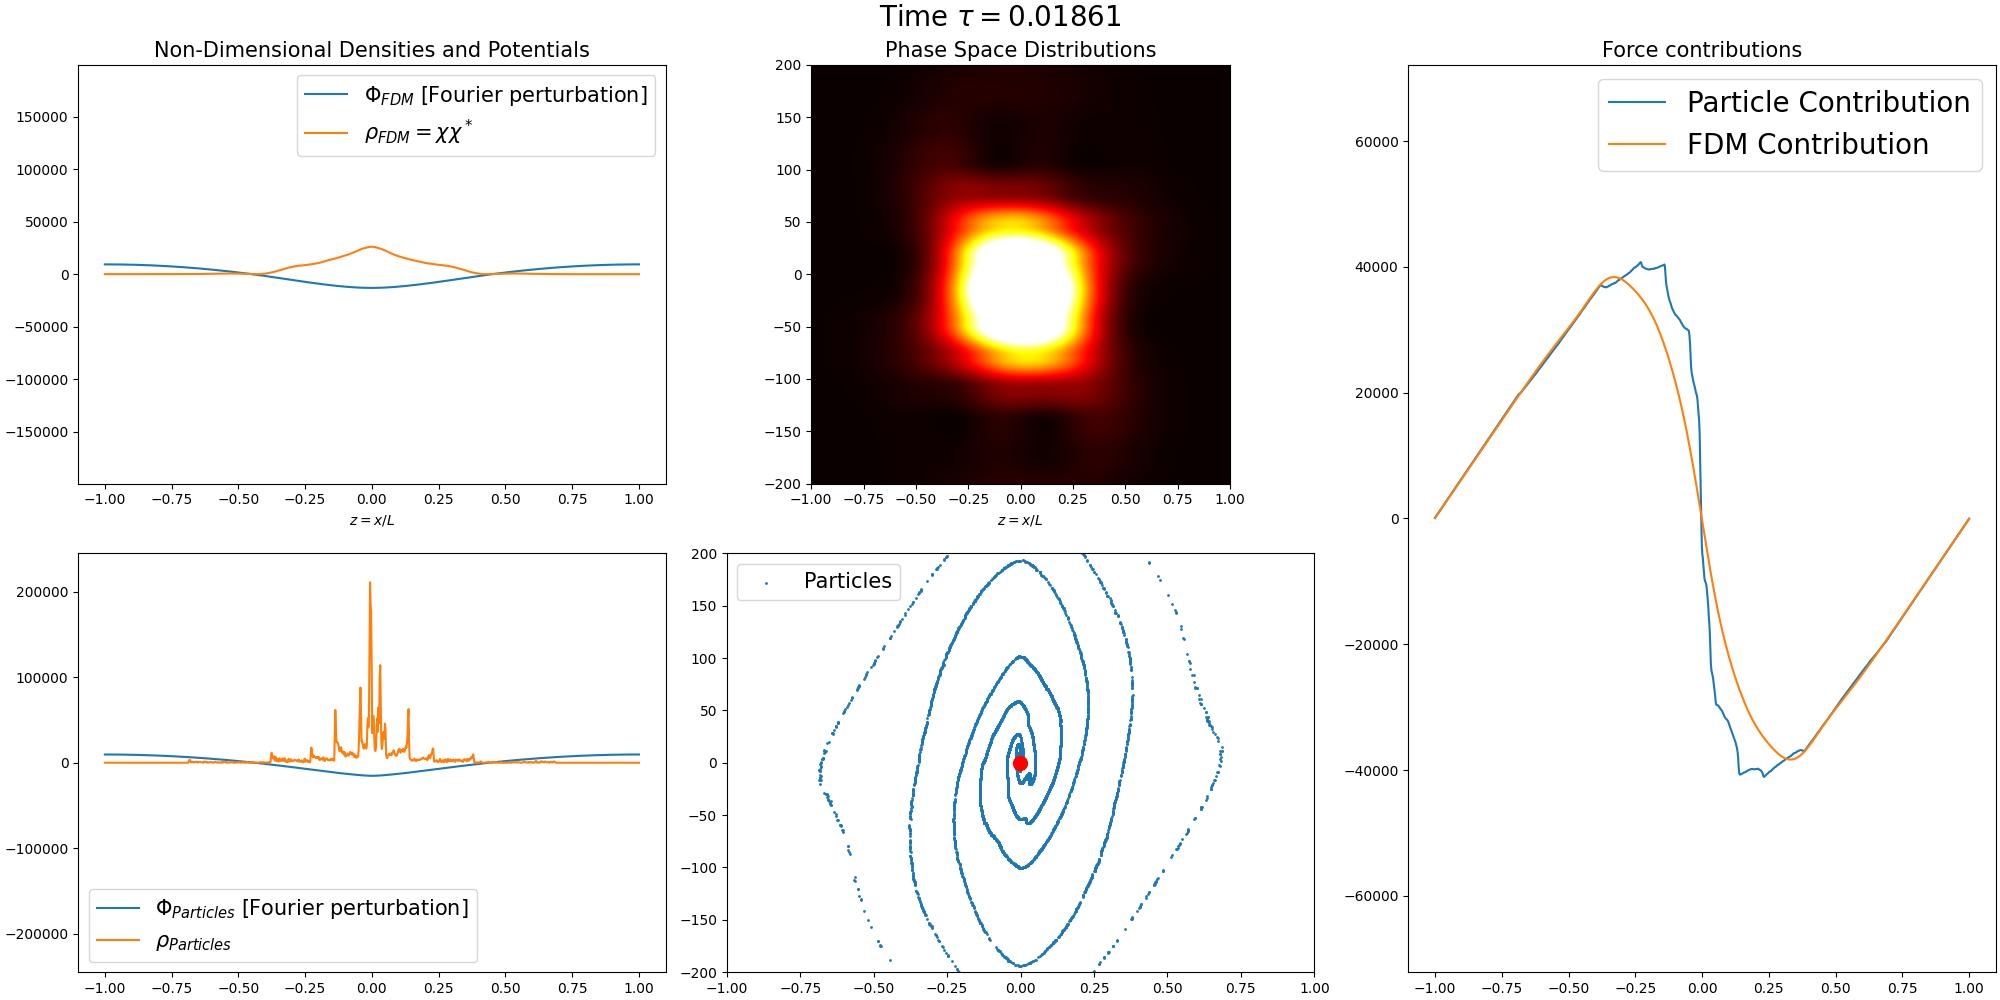 Time τ = 0.01861
Non-Dimensional Densities and Potentials
Φ_FDM [Fourier perturbation]
ρ_FDM = χχ*
150000
100000
50000
0
−50000
−100000
−150000
−1.00 −0.75 −0.50 −0.25 0.00 0.25 0.50 0.75 1.00
z = x/L
Phase Space Distributions
200
150
100
50
0
−50
−100
−150
−200
−1.00 −0.75 −0.50 −0.25 0.00 0.25 0.50 0.75 1.00
z = x/L
Force contributions
Particle Contribution
FDM Contribution
60000
40000
20000
0
−20000
−40000
−60000
−1.00 −0.75 −0.50 −0.25 0.00 0.25 0.50 0.75 1.00
200000
100000
0
−100000
−200000
Φ_Particles [Fourier perturbation]
ρ_Particles
−1.00 −0.75 −0.50 −0.25 0.00 0.25 0.50 0.75 1.00
Particles
200
150
100
50
0
−50
−100
−150
−200
−1.00 −0.75 −0.50 −0.25 0.00 0.25 0.50 0.75 1.00